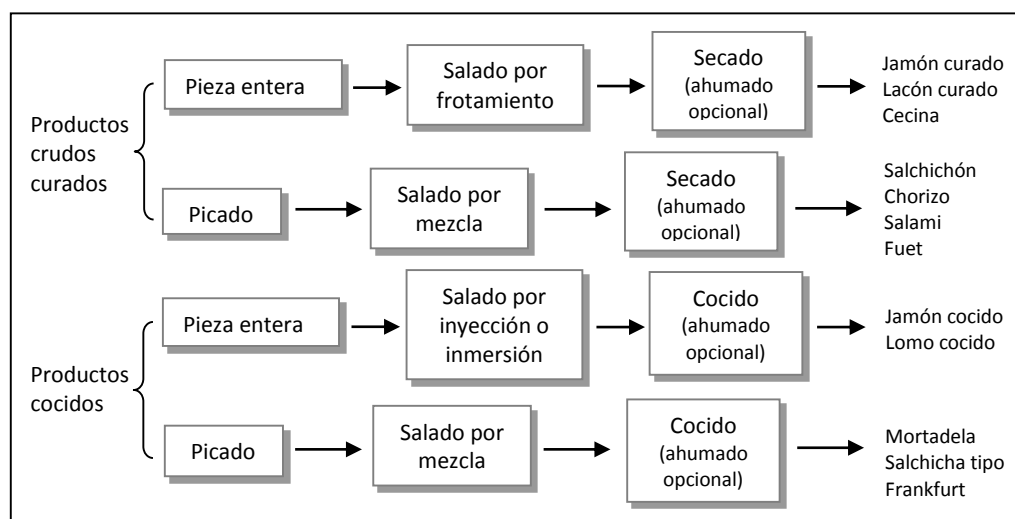 Productos
crudos
curados
Pieza entera
Salado por
frotamiento
Secado
(ahumado
opcional)
Jamón curado
Lacón curado
Cecina
Picado
Salado por
mezcla
Secado
(ahumado
opcional)
Salchichón
Chorizo
Salami
Fuet
Productos
cocidos
Pieza entera
Salado por
inyección o
inmersión
Cocido
(ahumado
opcional)
Jamón cocido
Lomo cocido
Picado
Salado por
mezcla
Cocido
(ahumado
opcional)
Mortadela
Salchicha tipo
Frankfurt